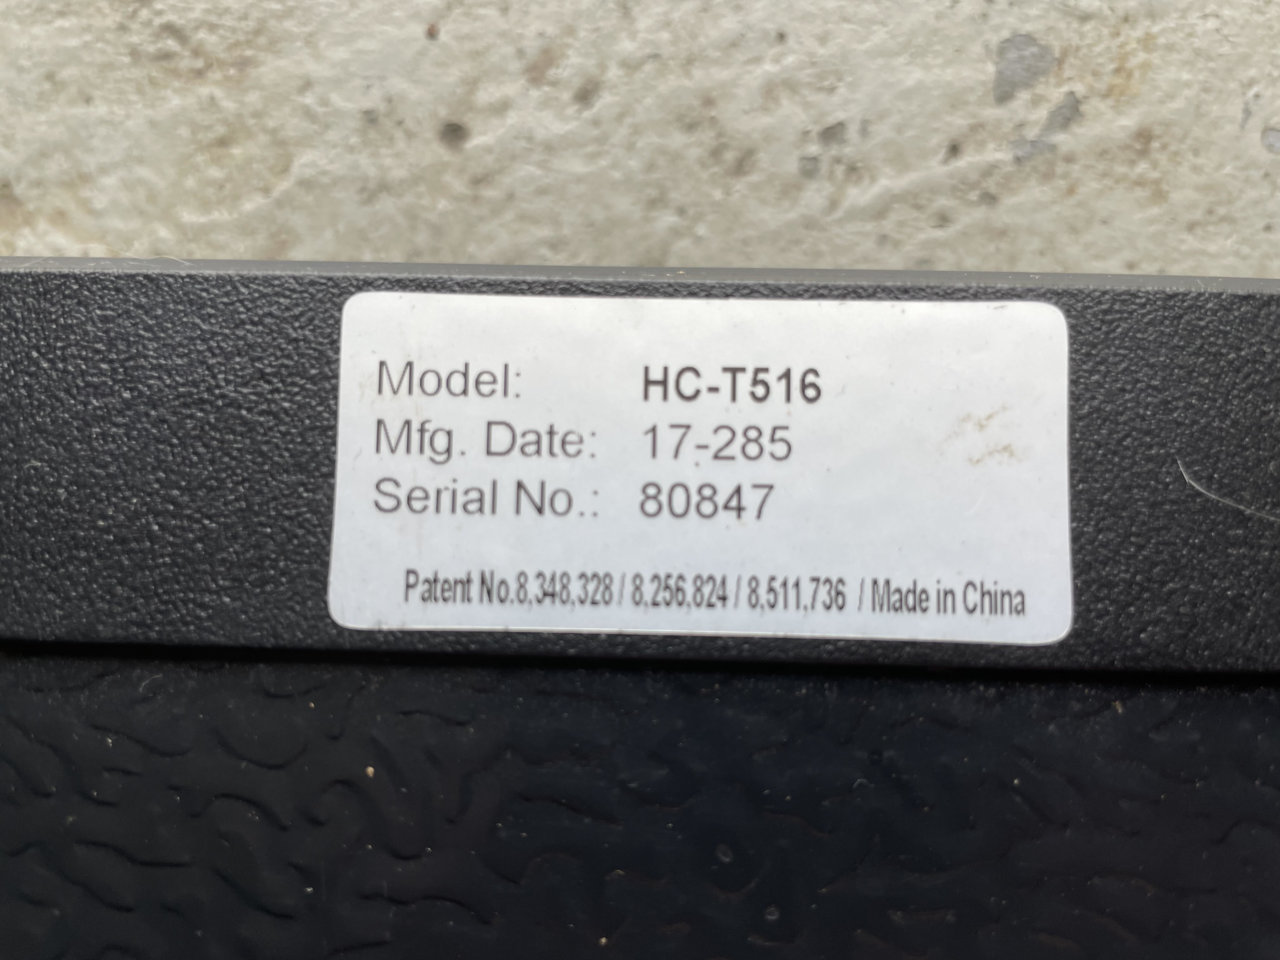 Model: HC-T516
Mfg. Date: 17-285
Serial No.: 80847
Patent No.8,348,328 / 8,256,824 / 8,511,736 / Made in China